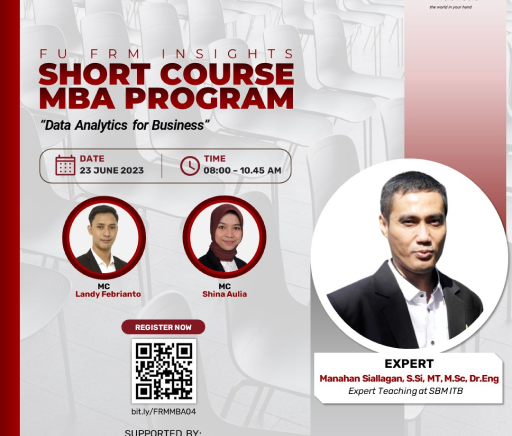 the world in your hand
FU FRM INSIGHTS
SHORT COURSE
MBA PROGRAM
"Data Analytics for Business"
DATE
23 JUNE 2023
TIME
08:00 – 10.45 AM
MC
Landy Febrianto
MC
Shina Aulia
EXPERT
Manahan Siallagan, S.Si, MT, M.Sc, Dr.Eng
Expert Teaching at SBM ITB
REGISTER NOW
bit.ly/FRMMBA04
SUPPORTED BY: